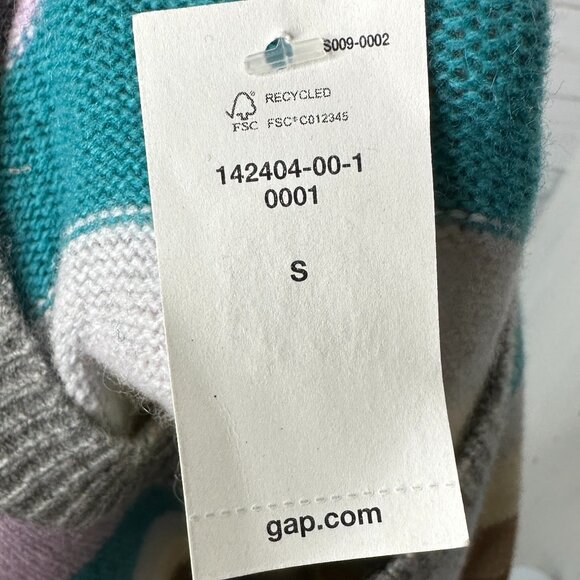 S009-0002
RECYCLED
FSC FSC® C012345
142404-00-1
0001
S
gap.com